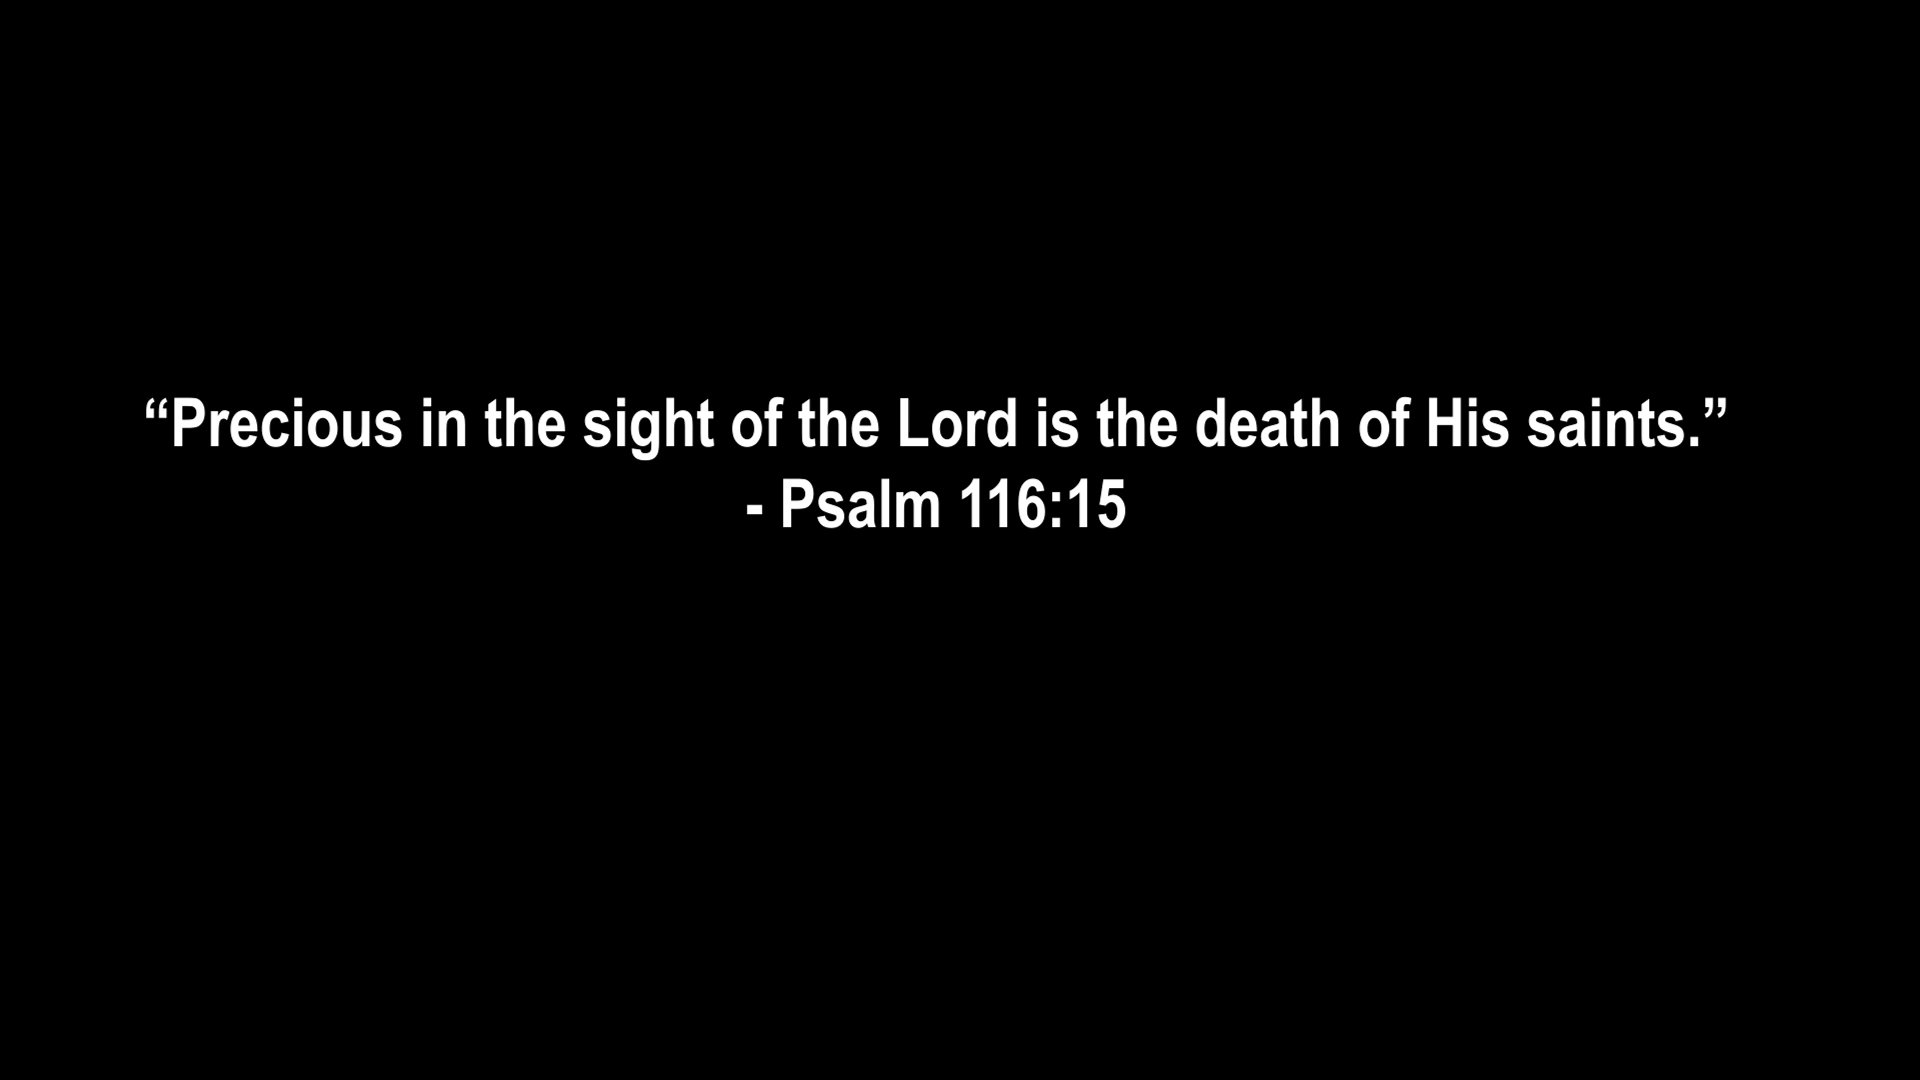 “Precious in the sight of the Lord is the death of His saints.”
- Psalm 116:15